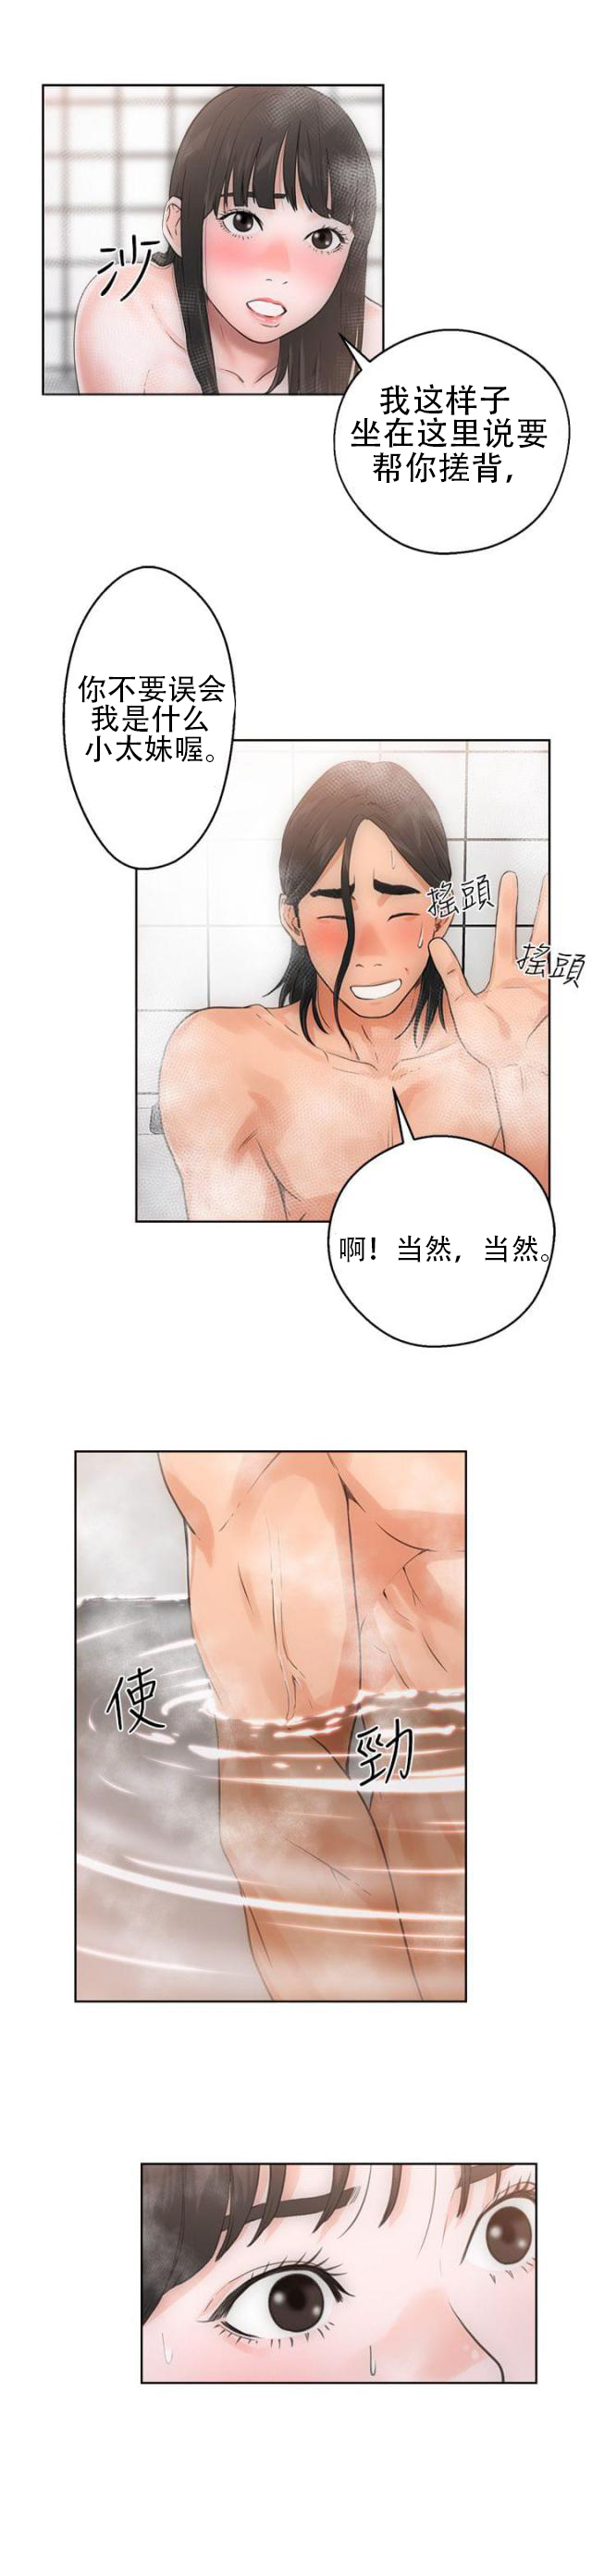 沙
我这样子
坐在这里说要
帮你搓背，
你不要误会
我是什么
小太妹喔。
搖頭
搖頭
啊！当然，当然。
使
勁